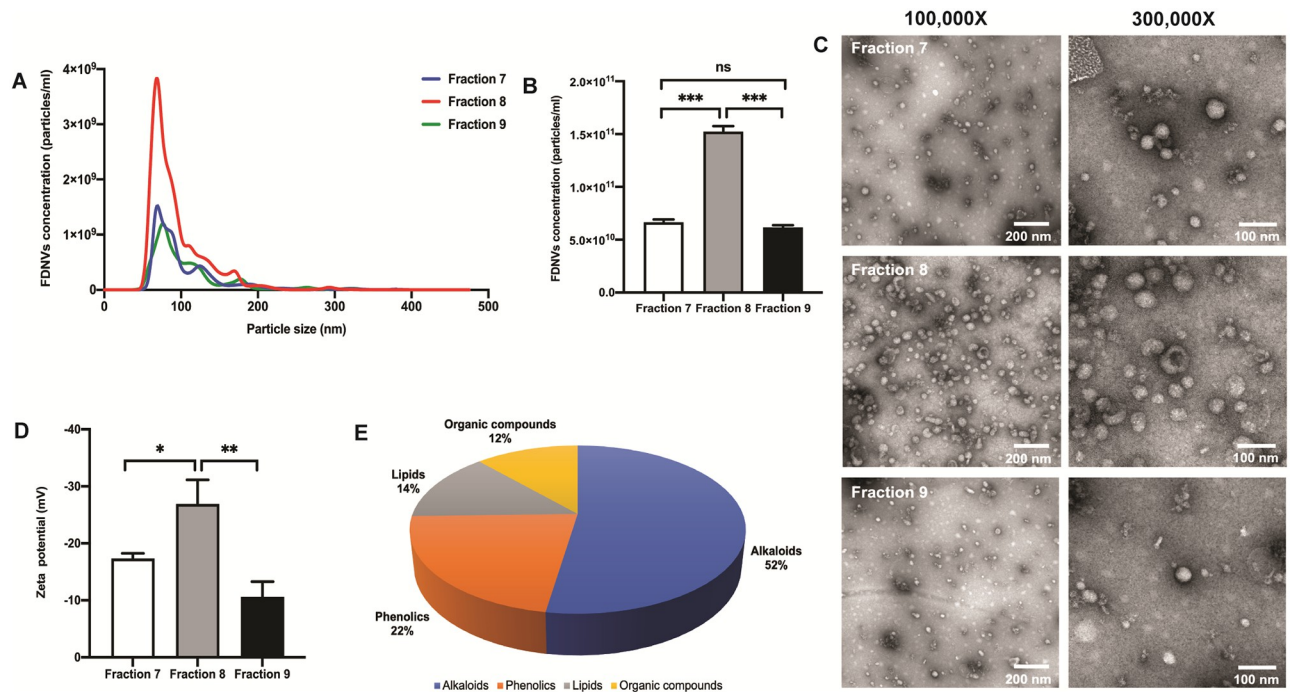 A
FDNVs concentration (particles/ml)
4×10⁹
3×10⁹
2×10⁹
1×10⁹
0
0
100
200
300
400
500
Particle size (nm)
Fraction 7
Fraction 8
Fraction 9
B
FDNVs concentration (particles/ml)
2.0×10¹¹
1.5×10¹¹
1.0×10¹¹
5.0×10¹⁰
0.0
ns
***
***
Fraction 7
Fraction 8
Fraction 9
C
100,000X
300,000X
Fraction 7
200 nm
100 nm
Fraction 8
200 nm
100 nm
Fraction 9
200 nm
100 nm
D
Zeta potential (mV)
-40
-30
-20
-10
0
*
**
Fraction 7
Fraction 8
Fraction 9
E
Organic compounds
12%
Lipids
14%
Alkaloids
52%
Phenolics
22%
Alkaloids
Phenolics
Lipids
Organic compounds